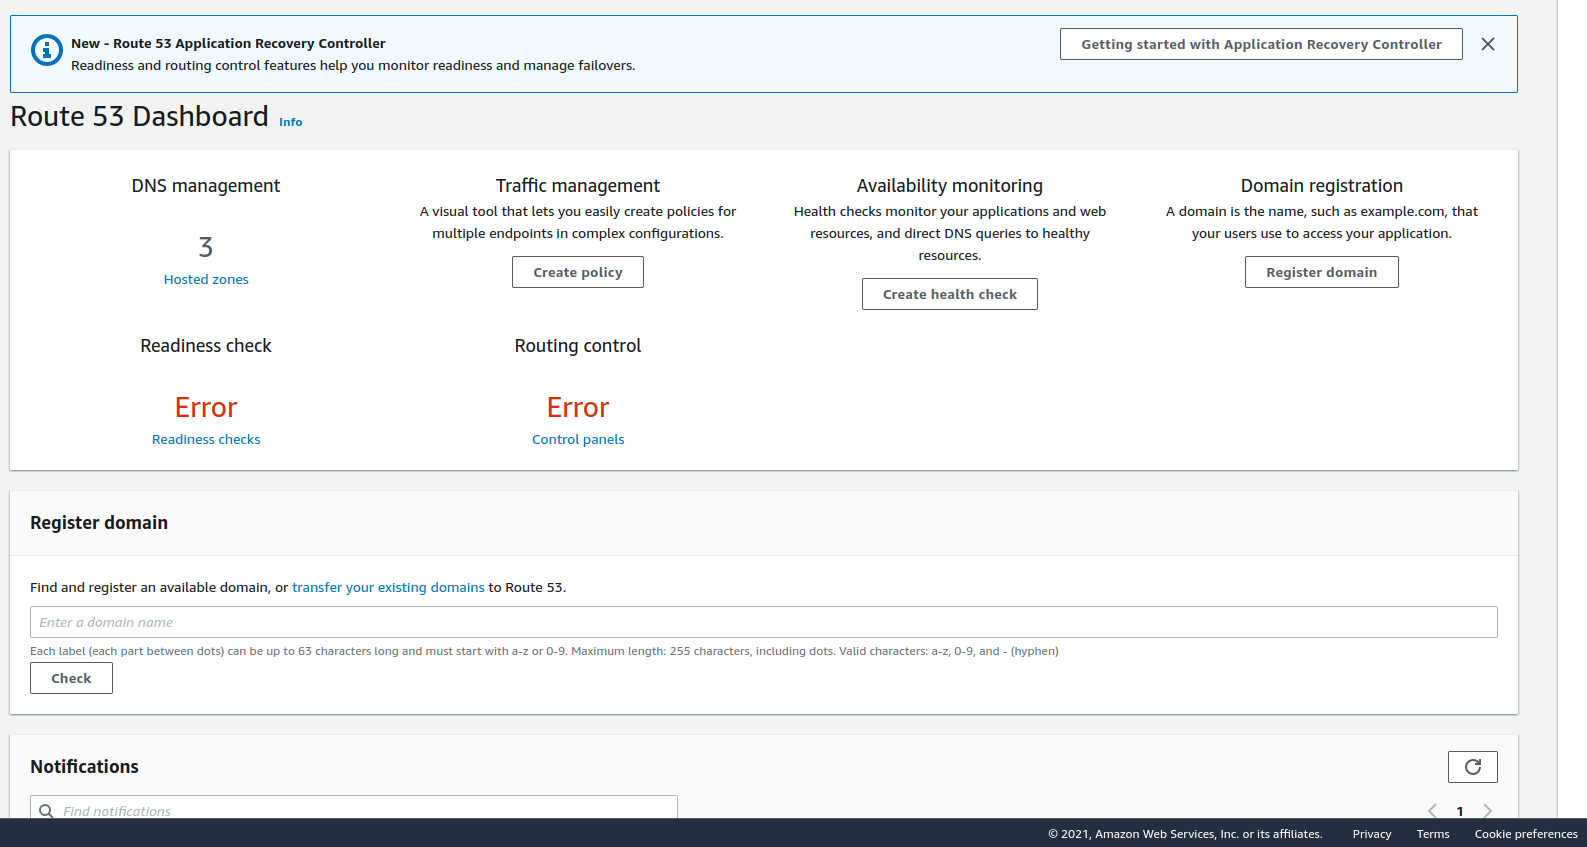 New - Route 53 Application Recovery Controller
Readiness and routing control features help you monitor readiness and manage failovers.
Getting started with Application Recovery Controller
Route 53 Dashboard Info
DNS management
3
Hosted zones
Traffic management
A visual tool that lets you easily create policies for
multiple endpoints in complex configurations.
Create policy
Availability monitoring
Health checks monitor your applications and web
resources, and direct DNS queries to healthy
resources.
Create health check
Domain registration
A domain is the name, such as example.com, that
your users use to access your application.
Register domain
Readiness check
Error
Readiness checks
Routing control
Error
Control panels
Register domain
Find and register an available domain, or transfer your existing domains to Route 53.
Enter a domain name
Each label (each part between dots) can be up to 63 characters long and must start with a-z or 0-9. Maximum length: 255 characters, including dots. Valid characters: a-z, 0-9, and - (hyphen)
Check
Notifications
Find notifications
1
© 2021, Amazon Web Services, Inc. or its affiliates. Privacy Terms Cookie preferences